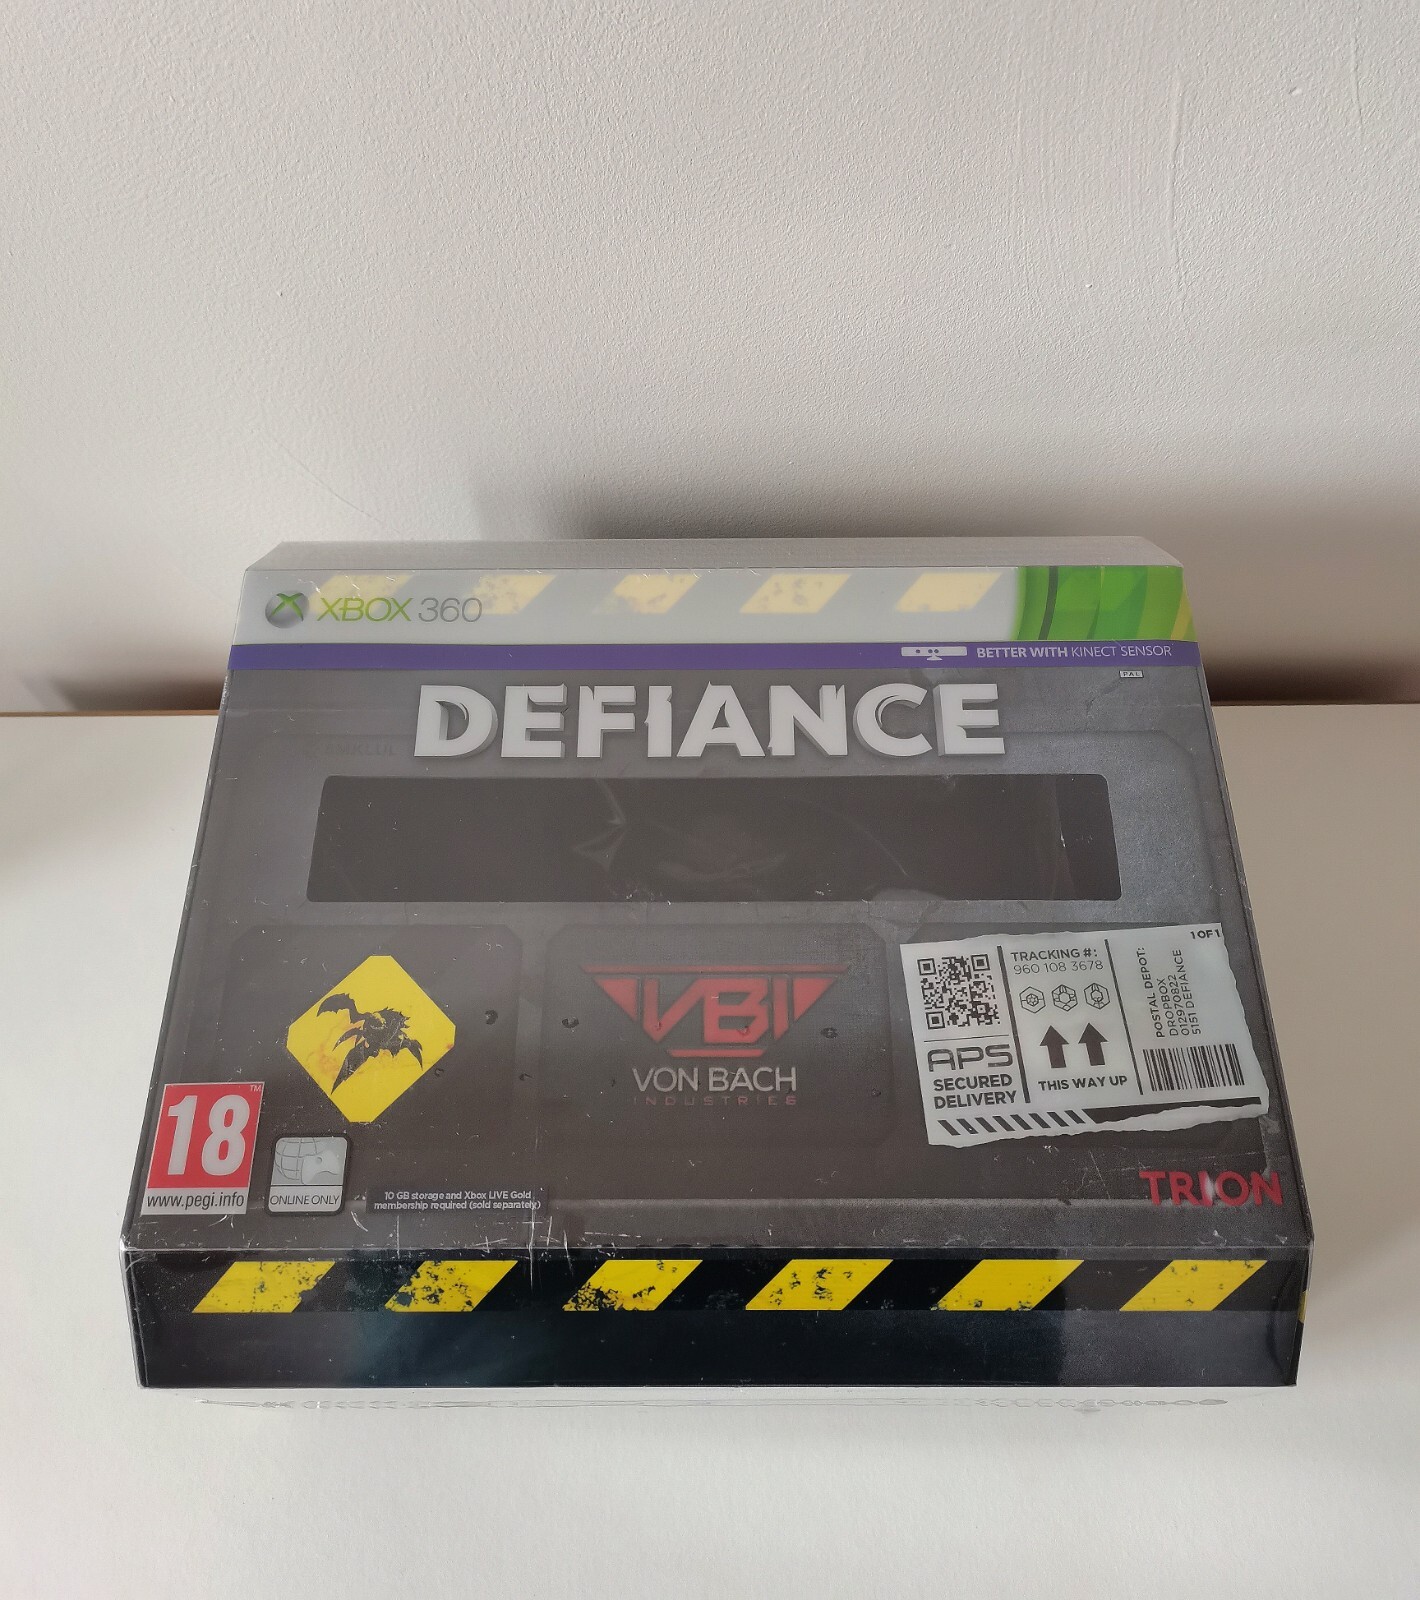 XBOX 360
BETTER WITH KINECT SENSOR
PAL
DEFIANCE
1 OF 1
TRACKING #:
960 108 3678
POSTAL DEPOT:
DROPBOX
012970822
5151 DEFIANCE
APS
SECURED
DELIVERY
THIS WAY UP
VBI
VON BACH
INDUSTRIES
18
TM
www.pegi.info
ONLINE ONLY
10 GB storage and Xbox LIVE Gold
membership required (sold separately)
TRION